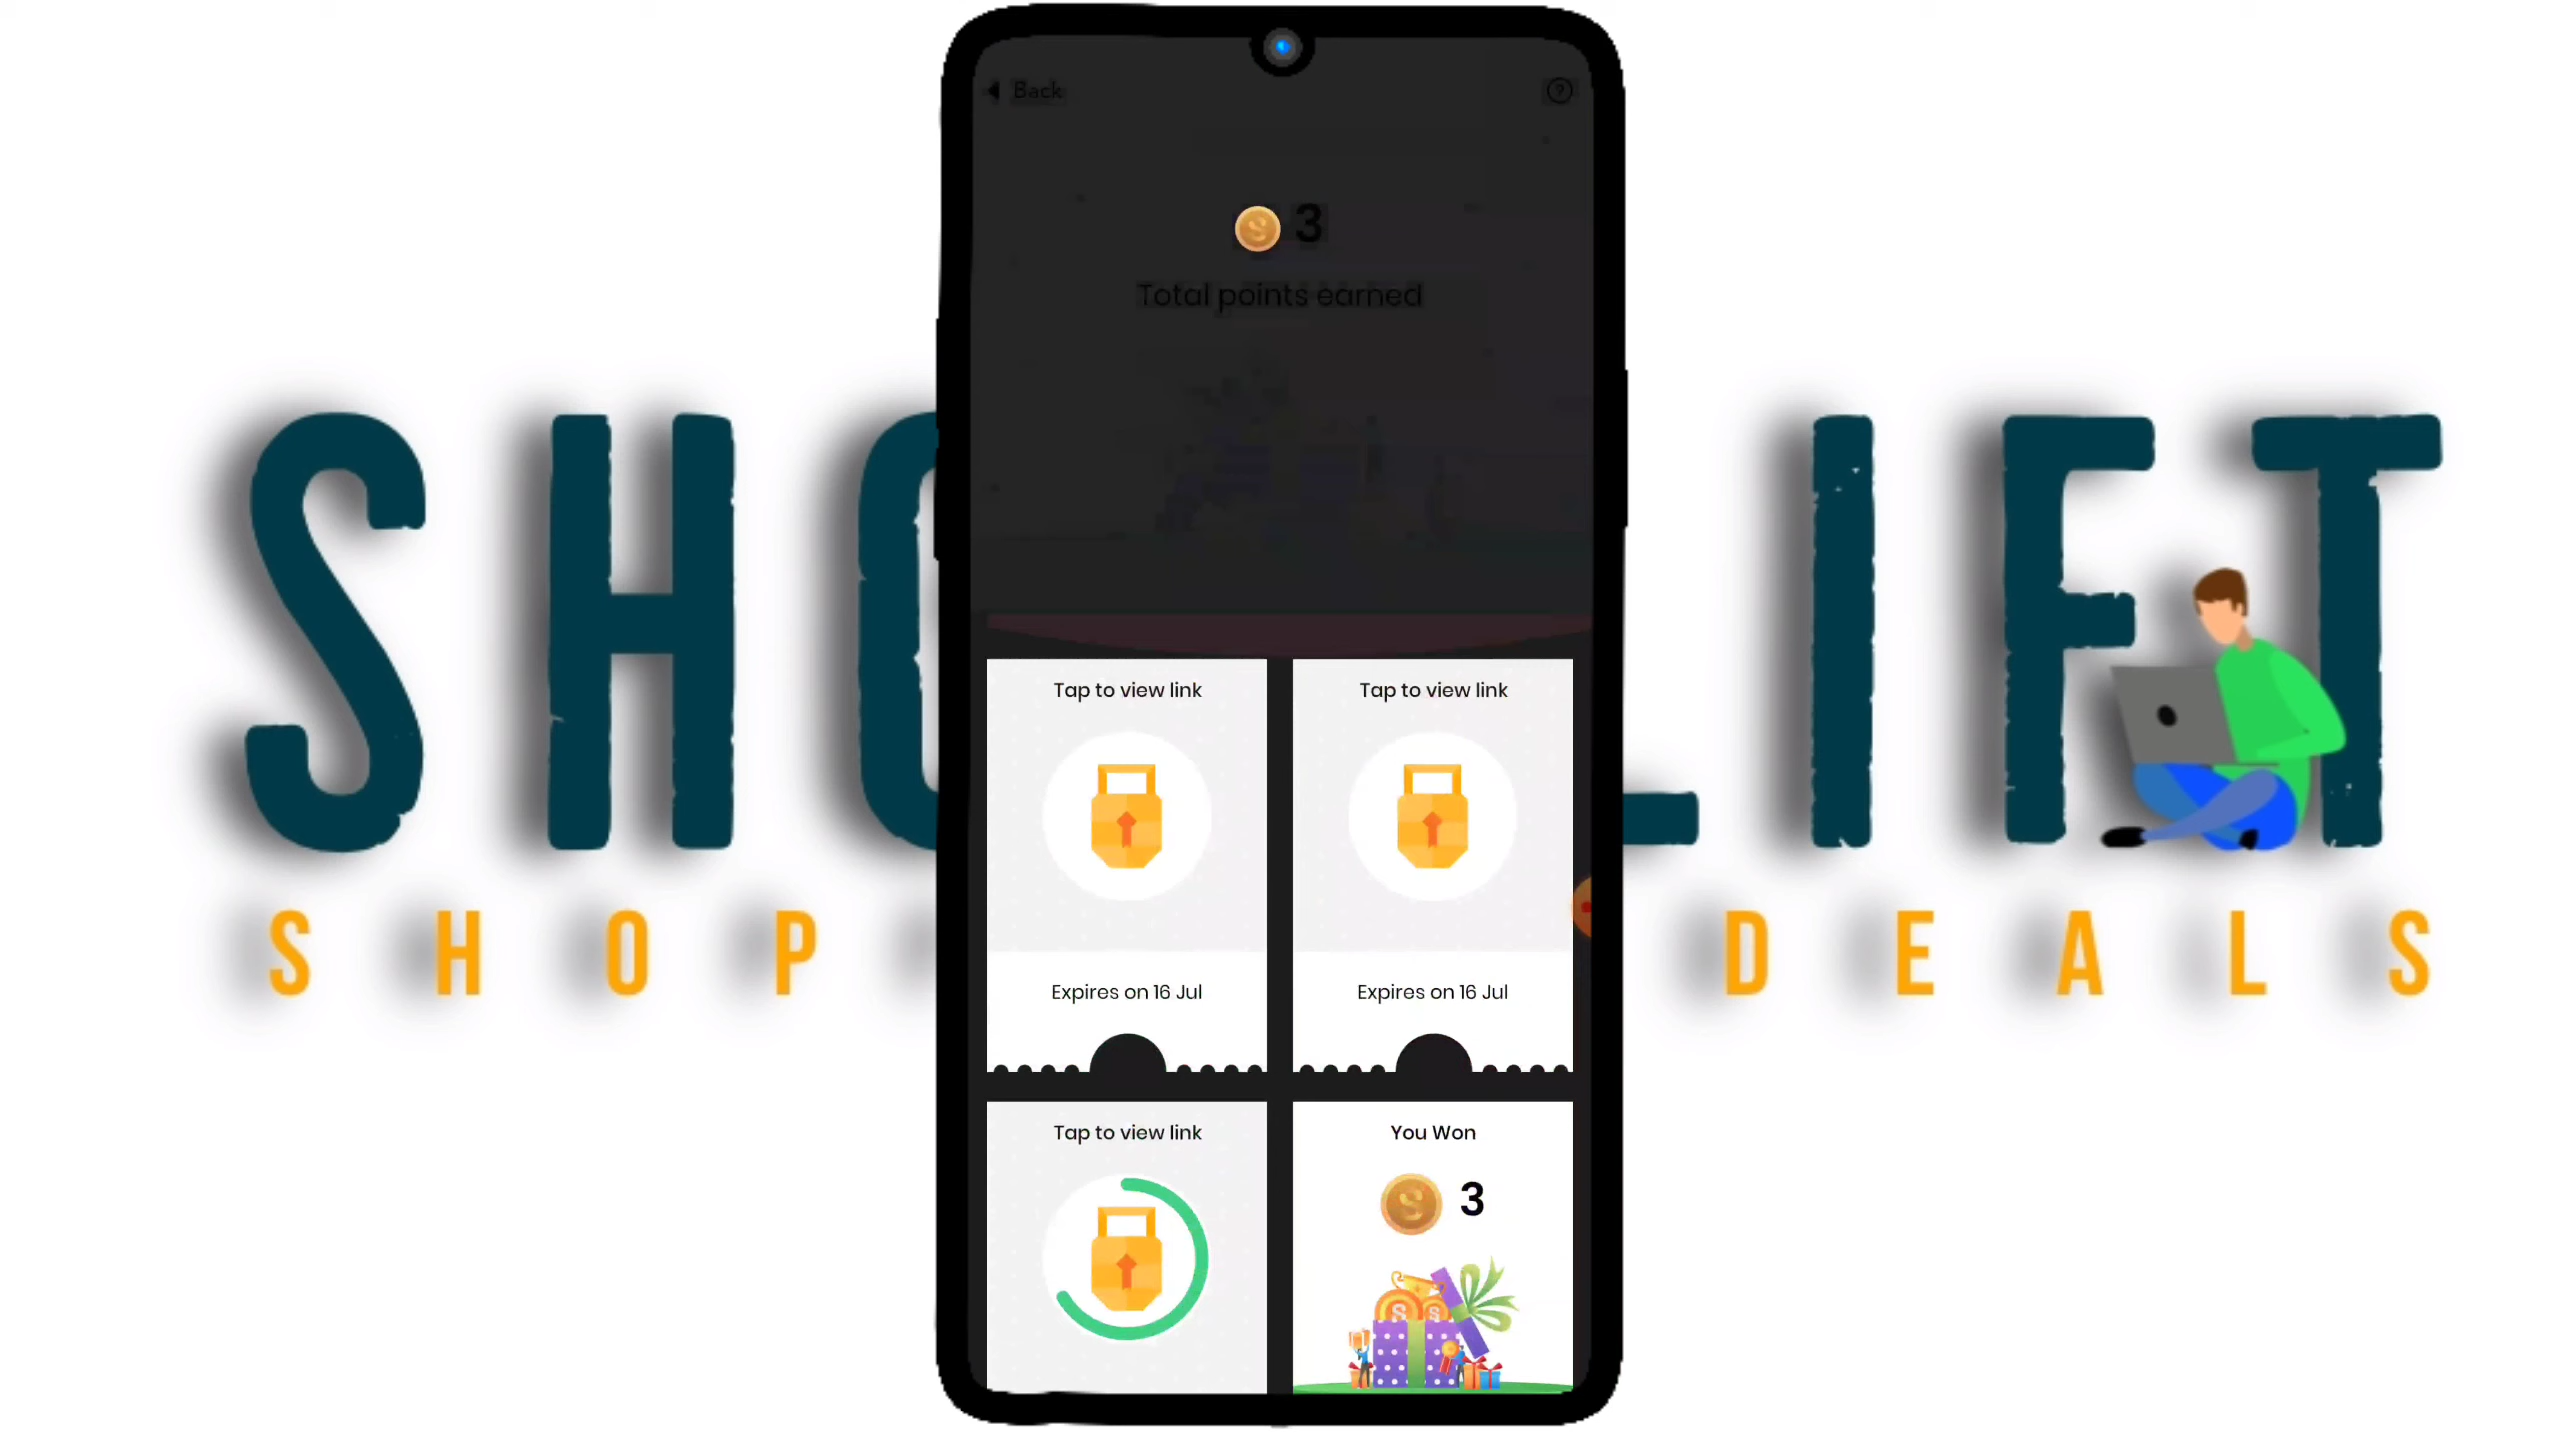 Back
3
Total points earned
SHO LIFT
SHOP DEALS
Tap to view link
Tap to view link
Expires on 16 Jul
Expires on 16 Jul
Tap to view link
You Won
3